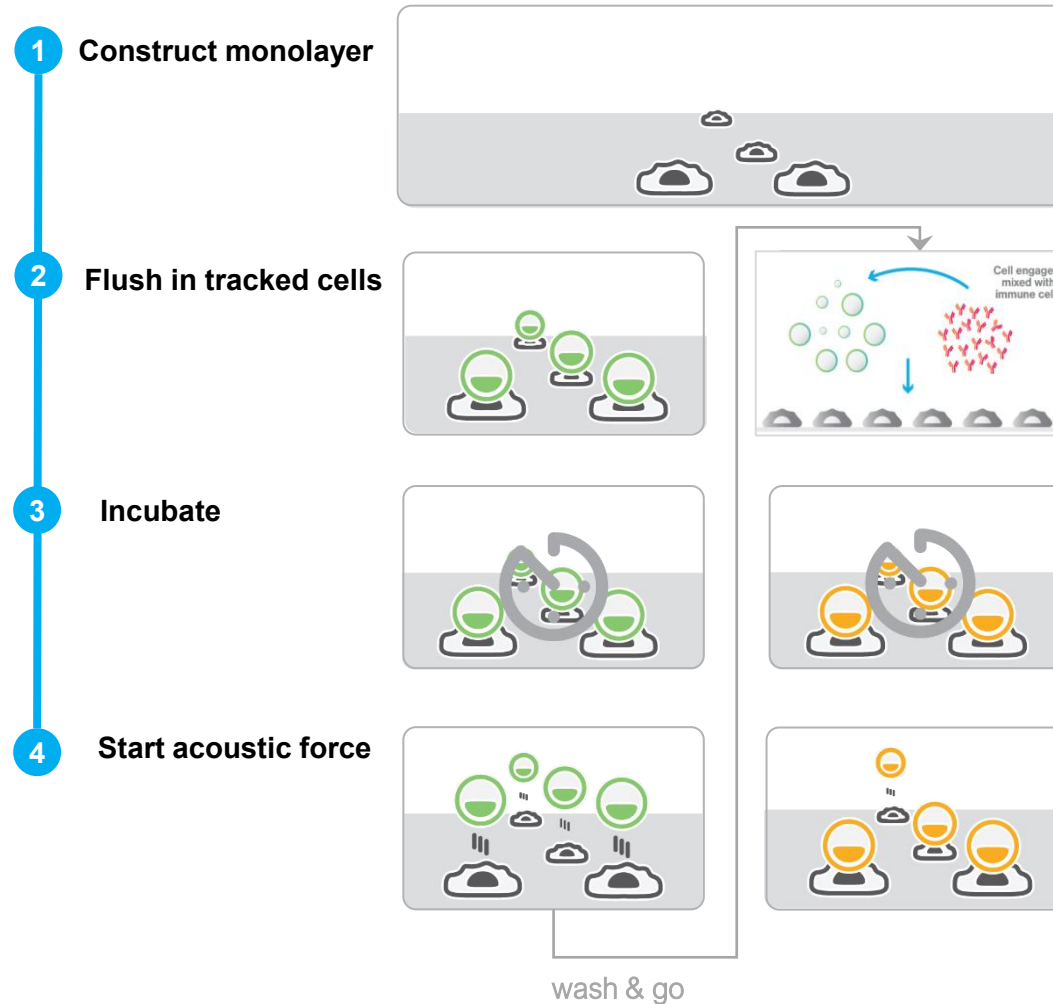 1 Construct monolayer
2 Flush in tracked cells
Cell engage
mixed with
immune cel
3 Incubate
4 Start acoustic force
wash & go